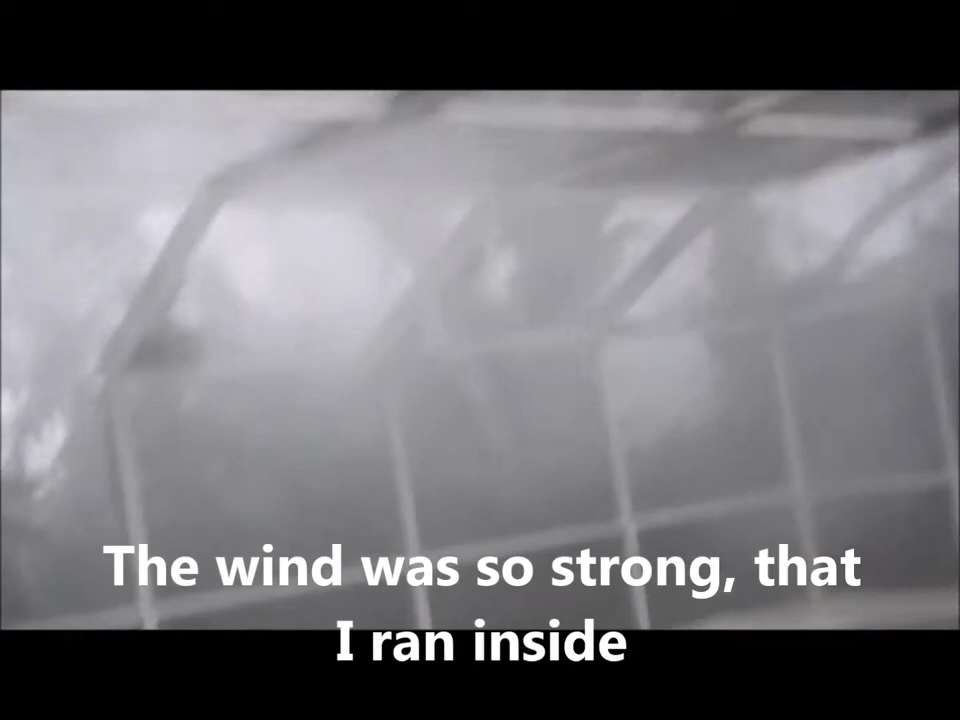 The wind was so strong, that
I ran inside